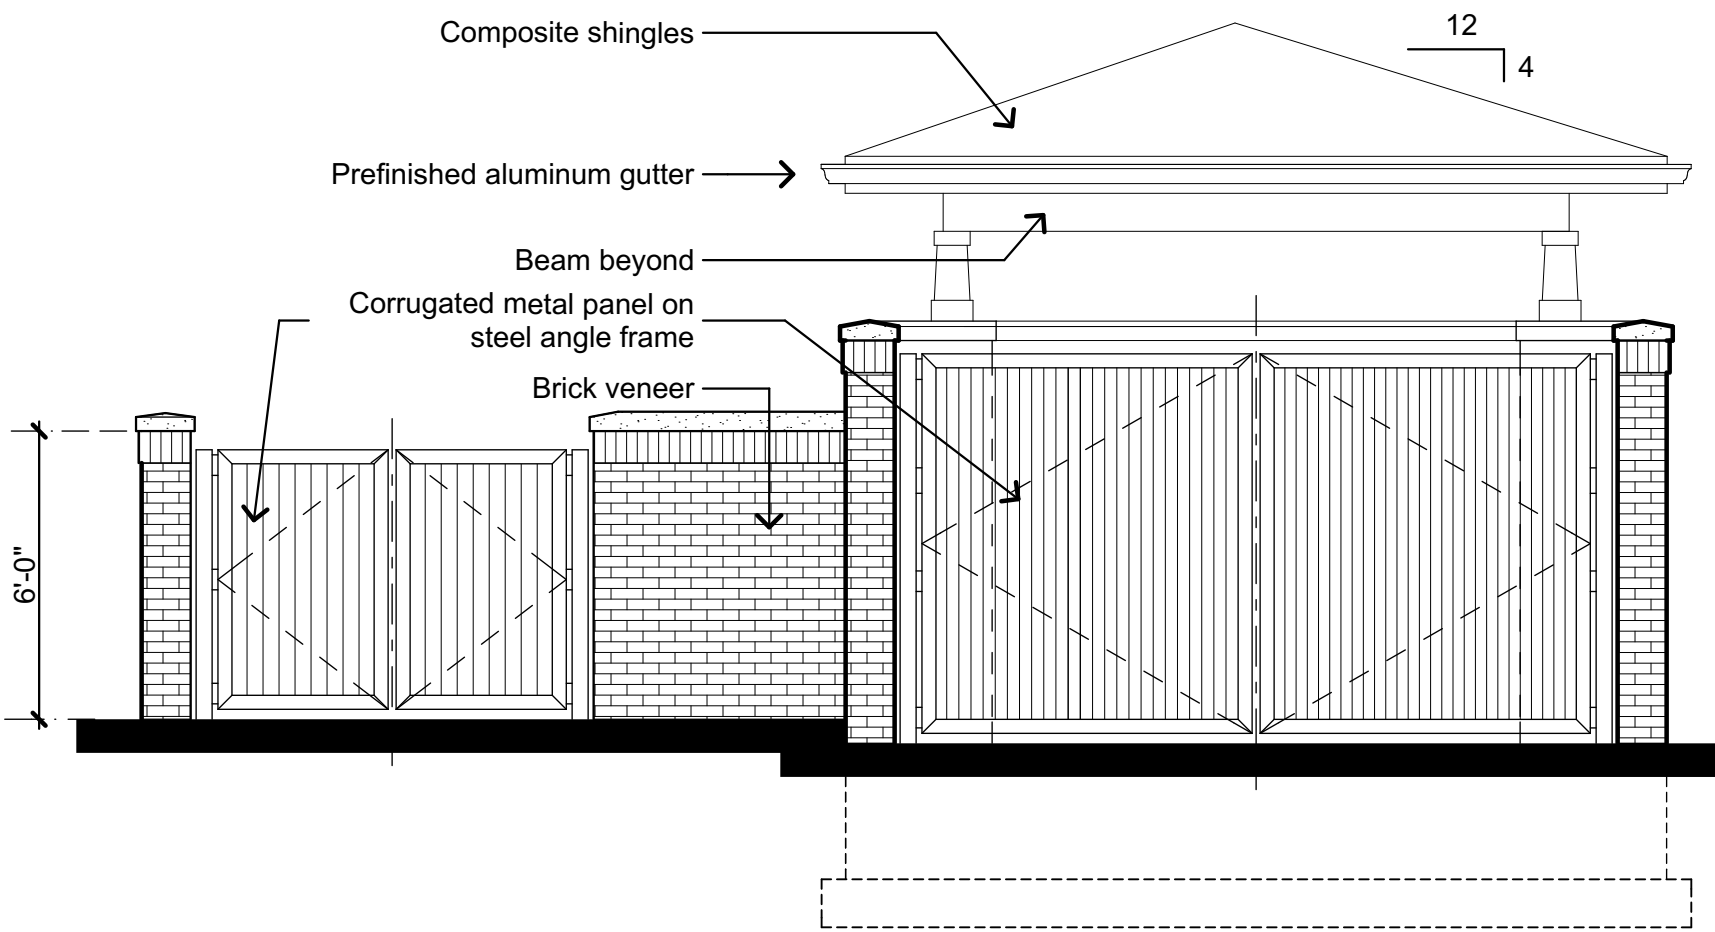 Composite shingles
12
4
Prefinished aluminum gutter
Beam beyond
Corrugated metal panel on
steel angle frame
Brick veneer
6'-0"